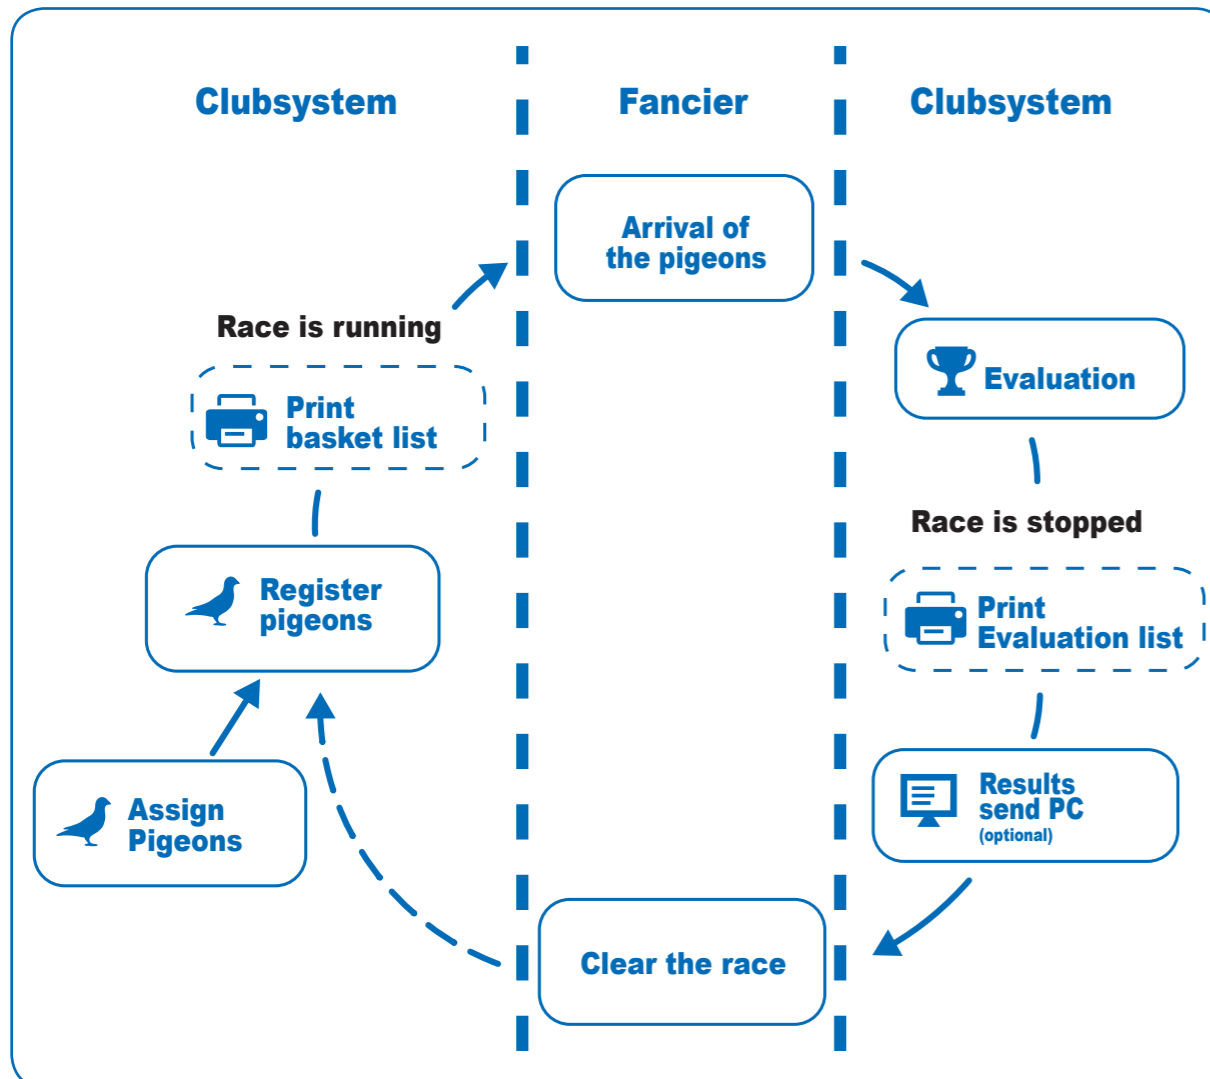 Clubsystem
Fancier
Clubsystem
Arrival of
the pigeons
Race is running
Evaluation
Print
basket list
Race is stopped
Register
pigeons
Print
Evaluation list
Assign
Pigeons
Results
send PC
(optional)
Clear the race